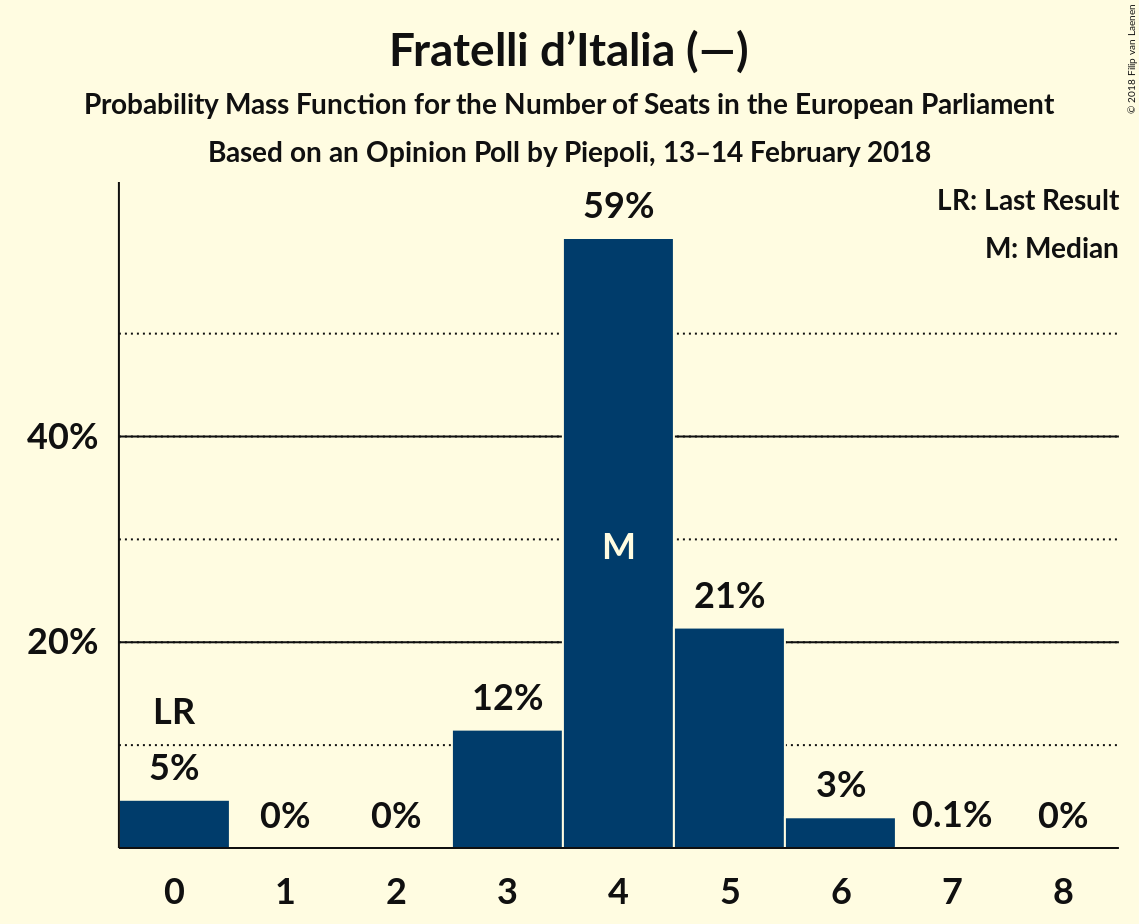 Fratelli d’Italia (—)
Probability Mass Function for the Number of Seats in the European Parliament
Based on an Opinion Poll by Piepoli, 13–14 February 2018
© 2018 Filip van Laenen
LR: Last Result
M: Median
59%
40%
M
21%
20%
12%
LR
5%
0%
0%
3%
0.1%
0%
0 1 2 3 4 5 6 7 8